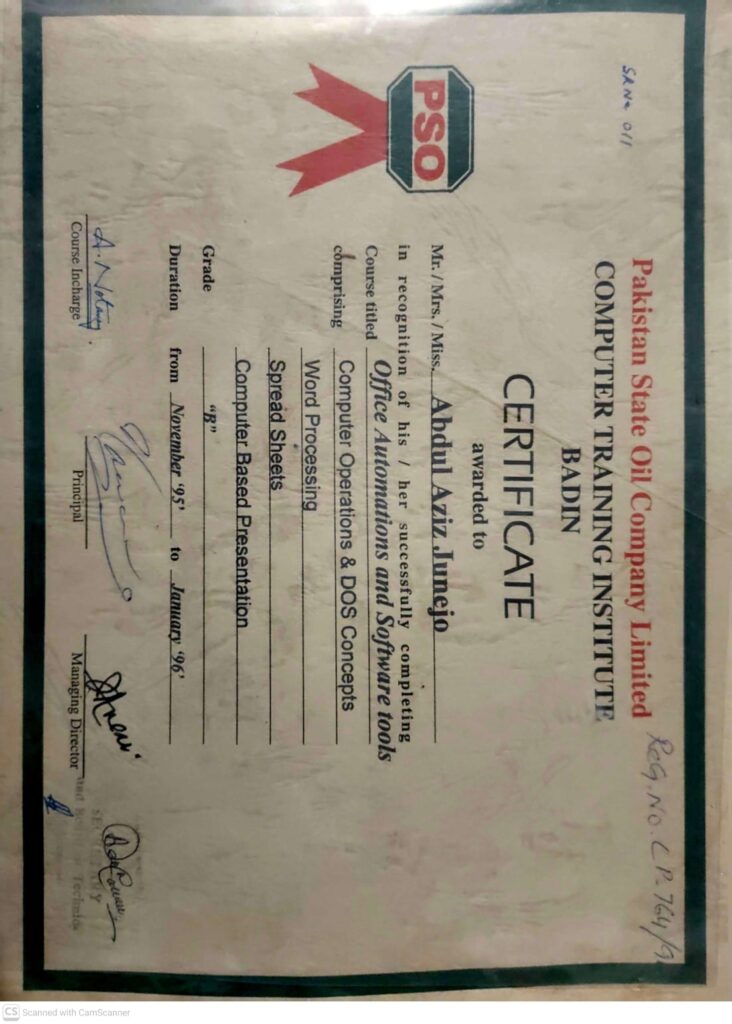 SR No 011
Reg. No. CP-764/9
Pakistan State Oil Company Limited
COMPUTER TRAINING INSTITUTE
BADIN
PSO
CERTIFICATE
awarded to
Mr. / Mrs. / Miss. Abdul Aziz Junejo
in recognition of his / her successfully completing
Course titled Office Automations and Software tools
comprising Computer Operations & DOS Concepts
Word Processing
Spread Sheets
Computer Based Presentation
Grade "B"
Duration from November '95' to January '96'
Course Incharge
Principal
Managing Director
CS Scanned with CamScanner